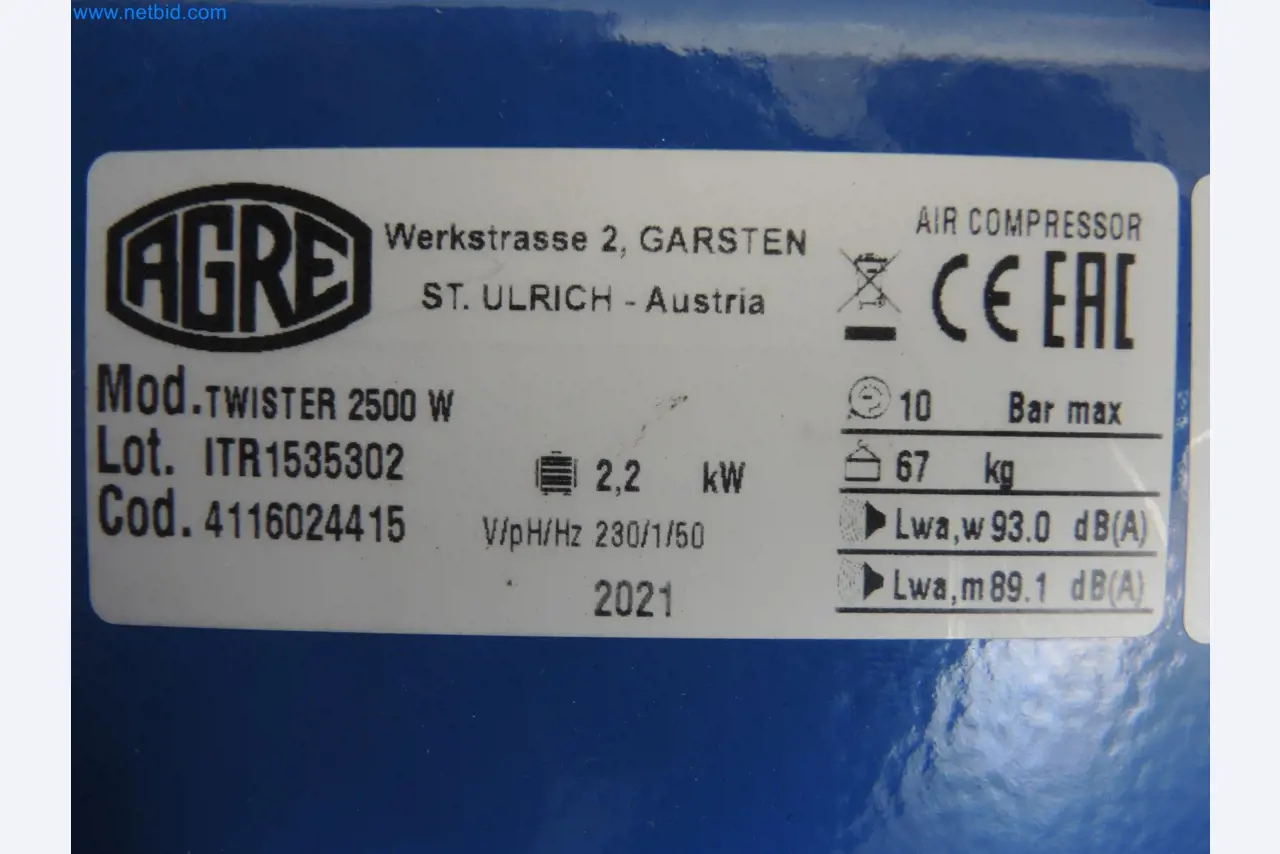 www.netbid.com
AGRE
Werkstrasse 2, GARSTEN
ST. ULRICH - Austria
AIR COMPRESSOR
CE EAC
Mod. TWISTER 2500 W
Lot. ITR1535302
Cod. 4116024415
2,2 kW
V/pH/Hz 230/1/50
2021
10 Bar max
67 kg
Lwa,w 93.0 dB(A)
Lwa,m 89.1 dB(A)